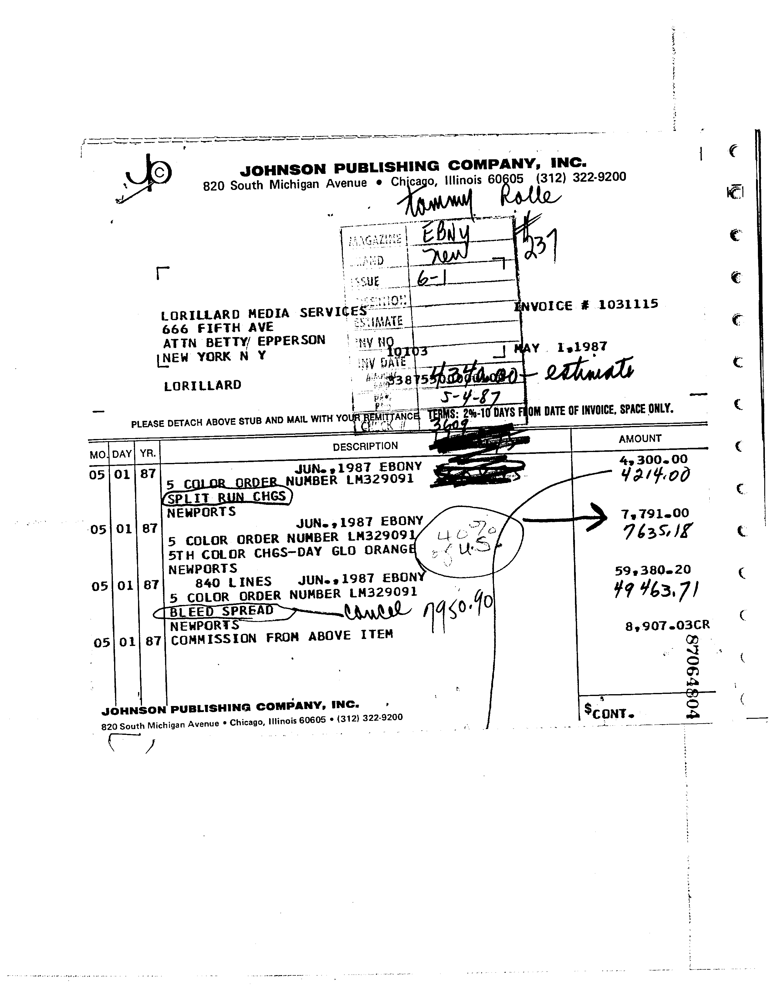 JOHNSON PUBLISHING COMPANY, INC.
820 South Michigan Avenue • Chicago, Illinois 60605 (312) 322-9200
Tommy Rolle
MAGAZINE EBNY
#237
new
ISSUE 6-1
LORILLARD MEDIA SERVICES
INVOICE # 1031115
666 FIFTH AVE
ESTIMATE
ATTN BETTY EPPERSON
INV NO
NEW YORK N Y
10103
MAY 1,1987
INV DATE
LORILLARD
4340.00 - estimate
5-4-87
PLEASE DETACH ABOVE STUB AND MAIL WITH YOUR REMITTANCE
TERMS: 2%-10 DAYS FROM DATE OF INVOICE, SPACE ONLY.
CHECK #
3609
MO. DAY YR. DESCRIPTION AMOUNT
05 01 87 JUN.,1987 EBONY 4,300.00
5 COLOR ORDER NUMBER LM329091 4214.00
SPLIT RUN CHGS
NEWPORTS 7,791.00
05 01 87 JUN.,1987 EBONY
5 COLOR ORDER NUMBER LM329091 40% of U.S. 7635.18
5TH COLOR CHGS-DAY GLO ORANGE
NEWPORTS 59,380.20
05 01 87 840 LINES JUN.,1987 EBONY
5 COLOR ORDER NUMBER LM329091 49463.71
BLEED SPREAD cancel 7950.90
NEWPORTS 8,907.03CR
05 01 87 COMMISSION FROM ABOVE ITEM
87064804
JOHNSON PUBLISHING COMPANY, INC.
820 South Michigan Avenue • Chicago, Illinois 60605 • (312) 322-9200
$ CONT.